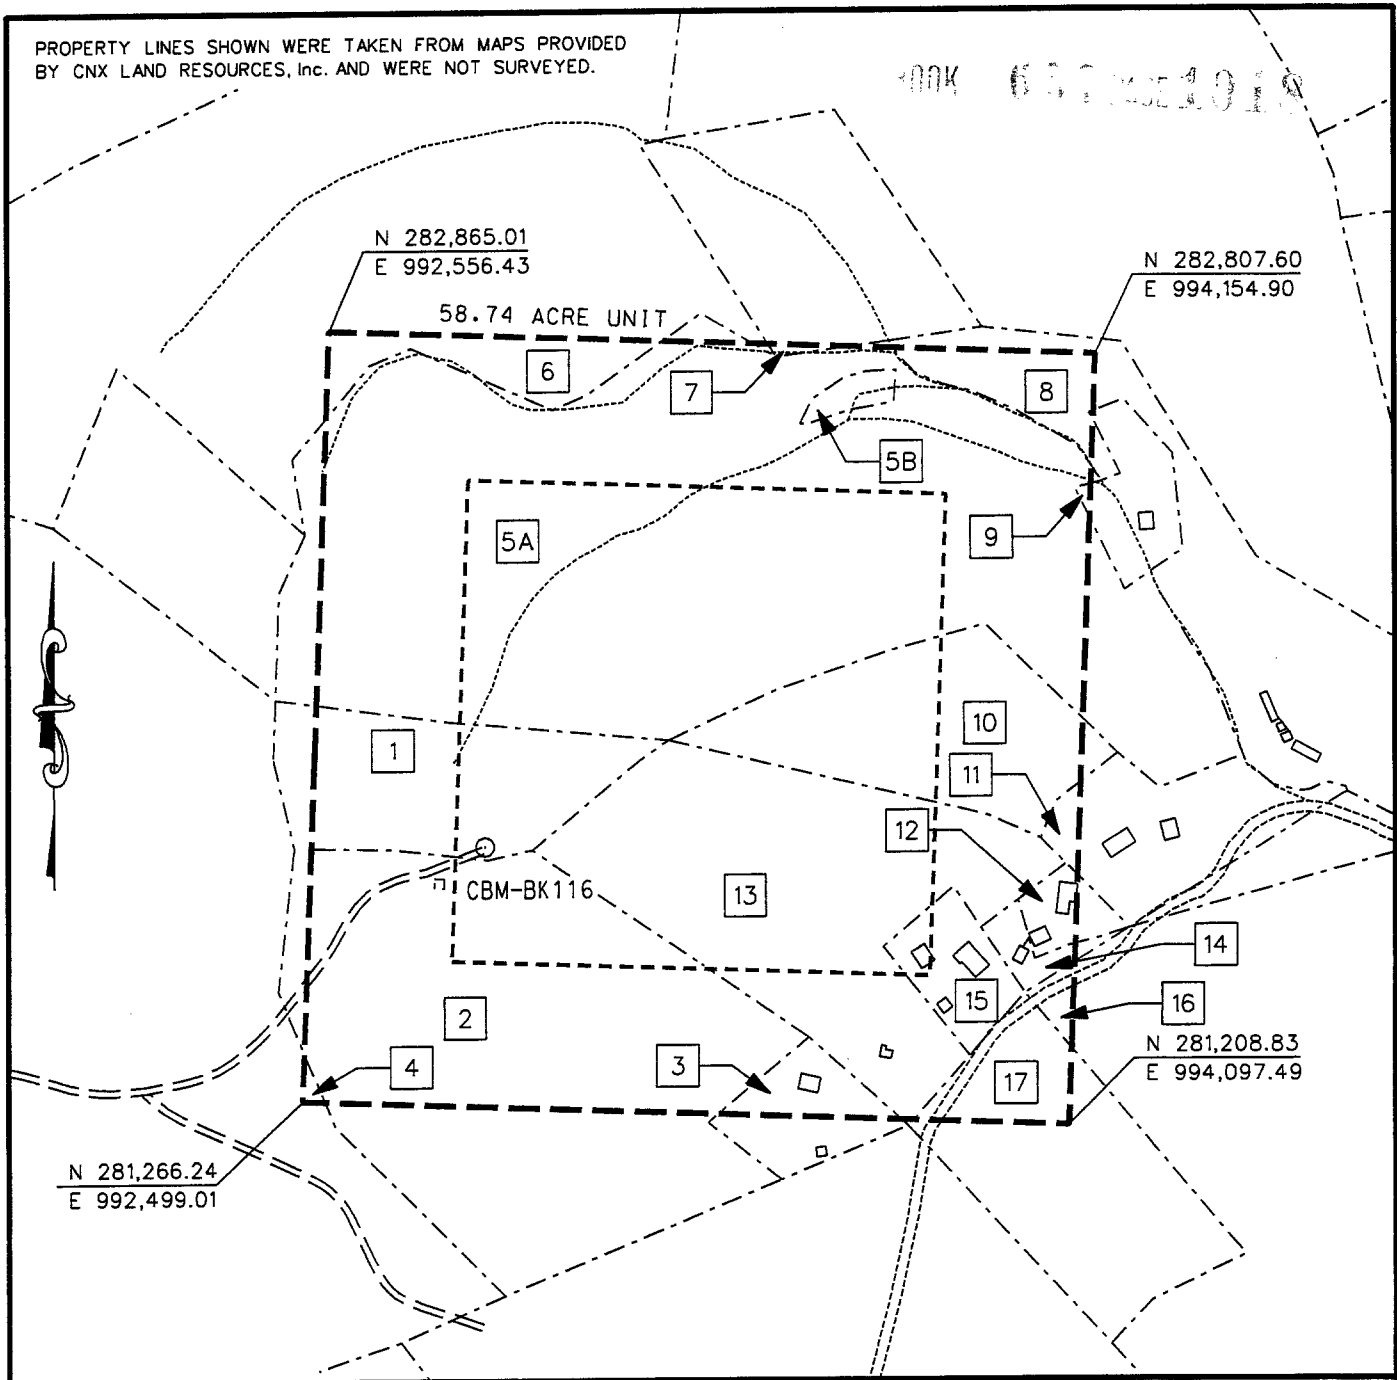 PROPERTY LINES SHOWN WERE TAKEN FROM MAPS PROVIDED
BY CNX LAND RESOURCES, Inc. AND WERE NOT SURVEYED.
N 282,865.01
E 992,556.43
N 282,807.60
E 994,154.90
58.74 ACRE UNIT
6
7
8
5B
5A
9
10
1
11
12
CBM-BK116
13
14
15
16
2
N 281,208.83
E 994,097.49
3
4
17
N 281,266.24
E 992,499.01